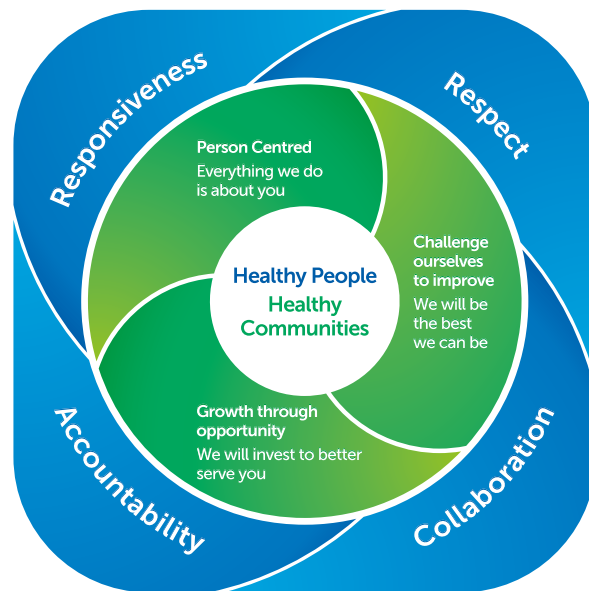 Responsiveness
Respect
Person Centred
Everything we do
is about you
Challenge
ourselves
to improve
We will be
the best
we can be
Healthy People
Healthy
Communities
Growth through
opportunity
We will invest to better
serve you
Accountability
Collaboration